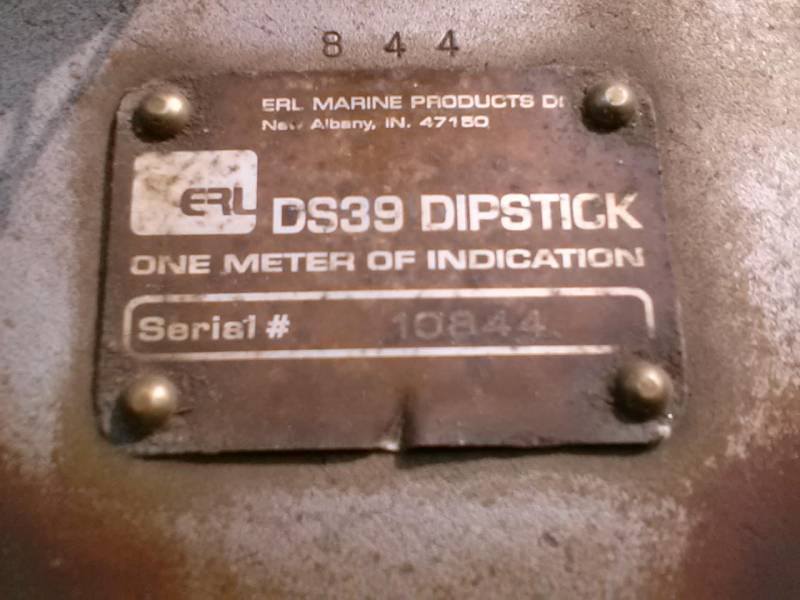 8 4 4
ERL MARINE PRODUCTS
New Albany, IN. 47150
ERL
DS39 DIPSTICK
ONE METER OF INDICATION
Serial # 10844